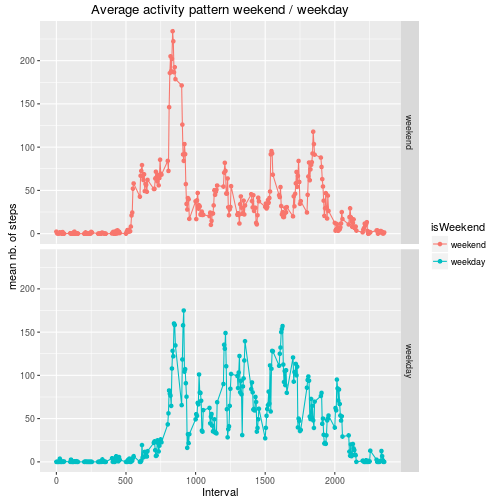 Average activity pattern weekend / weekday
mean nb. of steps
200
150
100
50
0
weekend
200
150
100
50
0
weekday
0
500
1000
1500
2000
Interval
isWeekend
weekend
weekday